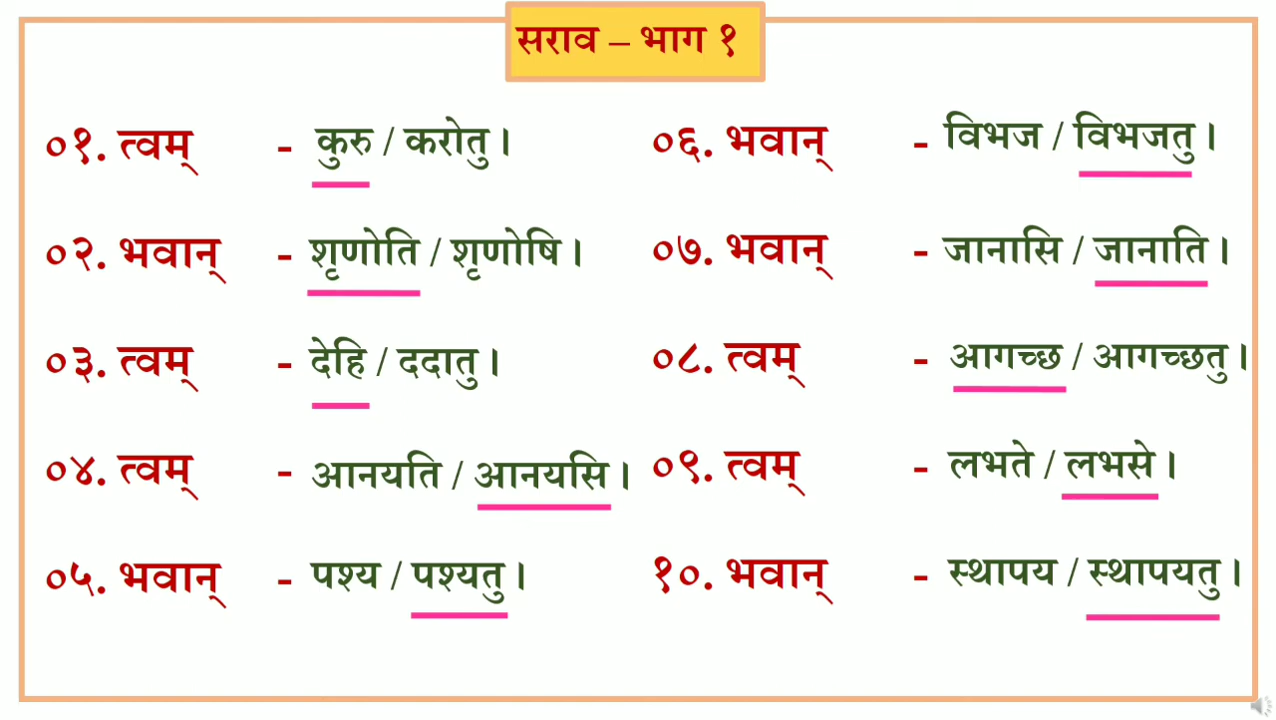 सराव – भाग १
०१. त्वम् - कुरु / करोतु ।
०२. भवान् - शृणोति / शृणोषि ।
०३. त्वम् - देहि / ददातु ।
०४. त्वम् - आनयति / आनयसि ।
०५. भवान् - पश्य / पश्यतु ।
०६. भवान् - विभज / विभजतु ।
०७. भवान् - जानासि / जानाति ।
०८. त्वम् - आगच्छ / आगच्छतु ।
०९. त्वम् - लभते / लभसे ।
१०. भवान् - स्थापय / स्थापयतु ।